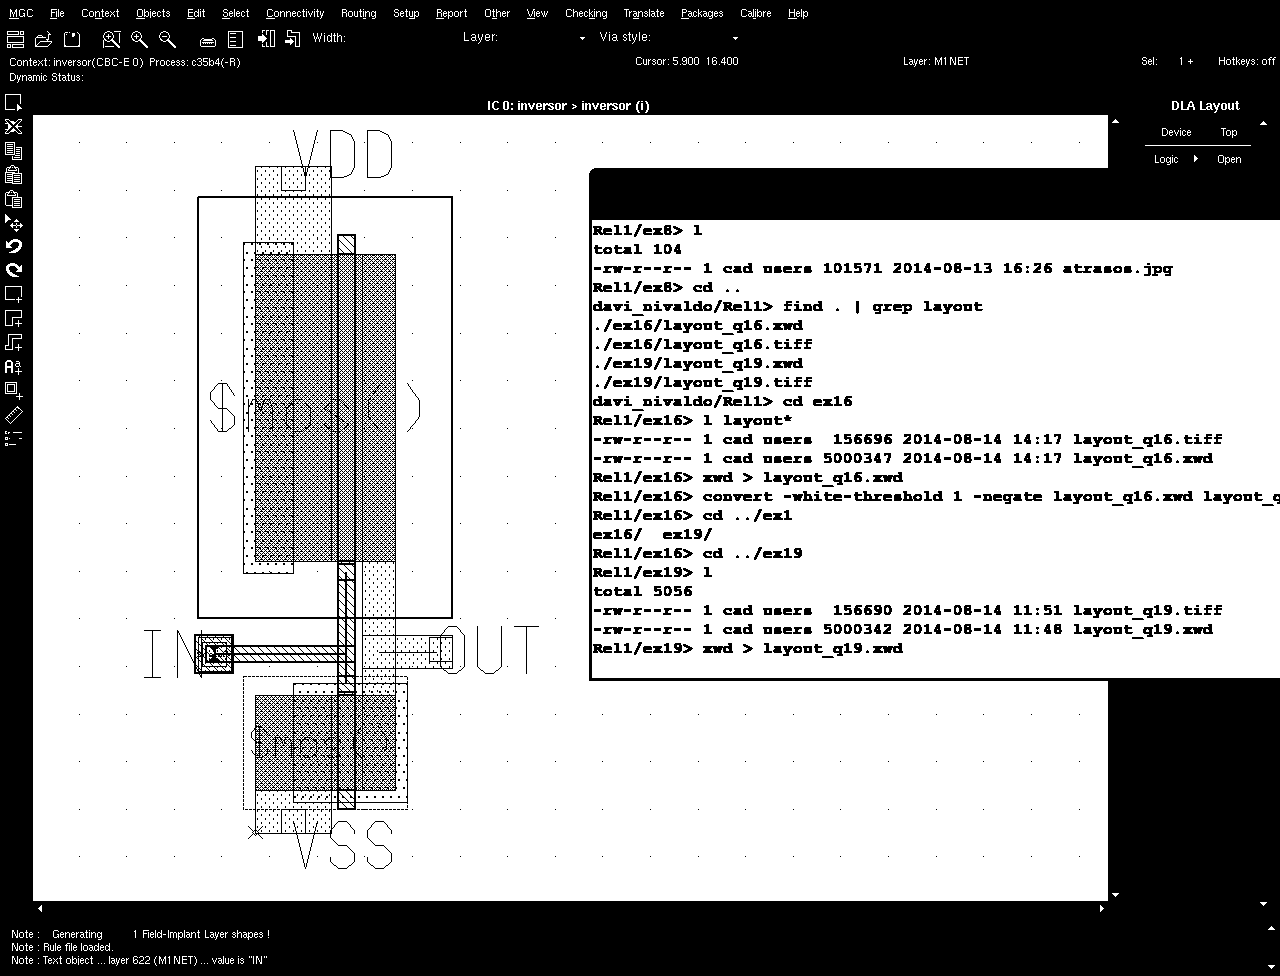 MGC File Context Objects Edit Select Connectivity Routing Setup Report Other View Checking Translate Packages Calibre Help
Width: Layer: Via style:
Context: inversor(CBC-E 0) Process: c35b4(-R) Cursor: 5.900 16.400 Layer: M1NET Sel: 1 + Hotkeys: off
Dynamic Status:
IC 0: inversor > inversor (i)
DLA Layout
Device Top
Logic Open
VDD
IN
OUT
VSS
Rel1/ex8> l
total 104
-rw-r--r-- 1 cad users 101571 2014-08-13 16:26 atrasos.jpg
Rel1/ex8> cd ..
davi_nivaldo/Rel1> find . | grep layout
./ex16/layout_q16.xwd
./ex16/layout_q16.tiff
./ex19/layout_q19.xwd
./ex19/layout_q19.tiff
davi_nivaldo/Rel1> cd ex16
Rel1/ex16> l layout*
-rw-r--r-- 1 cad users  156696 2014-08-14 14:17 layout_q16.tiff
-rw-r--r-- 1 cad users 5000347 2014-08-14 14:17 layout_q16.xwd
Rel1/ex16> xwd > layout_q16.xwd
Rel1/ex16> convert -white-threshold 1 -negate layout_q16.xwd layout_q
Rel1/ex16> cd ../ex1
ex16/  ex19/
Rel1/ex16> cd ../ex19
Rel1/ex19> l
total 5056
-rw-r--r-- 1 cad users  156690 2014-08-14 11:51 layout_q19.tiff
-rw-r--r-- 1 cad users 5000342 2014-08-14 11:48 layout_q19.xwd
Rel1/ex19> xwd > layout_q19.xwd
Note : Generating 1 Field-Implant Layer shapes !
Note : Rule file loaded.
Note : Text object ... layer 622 (M1NET) ... value is "IN"